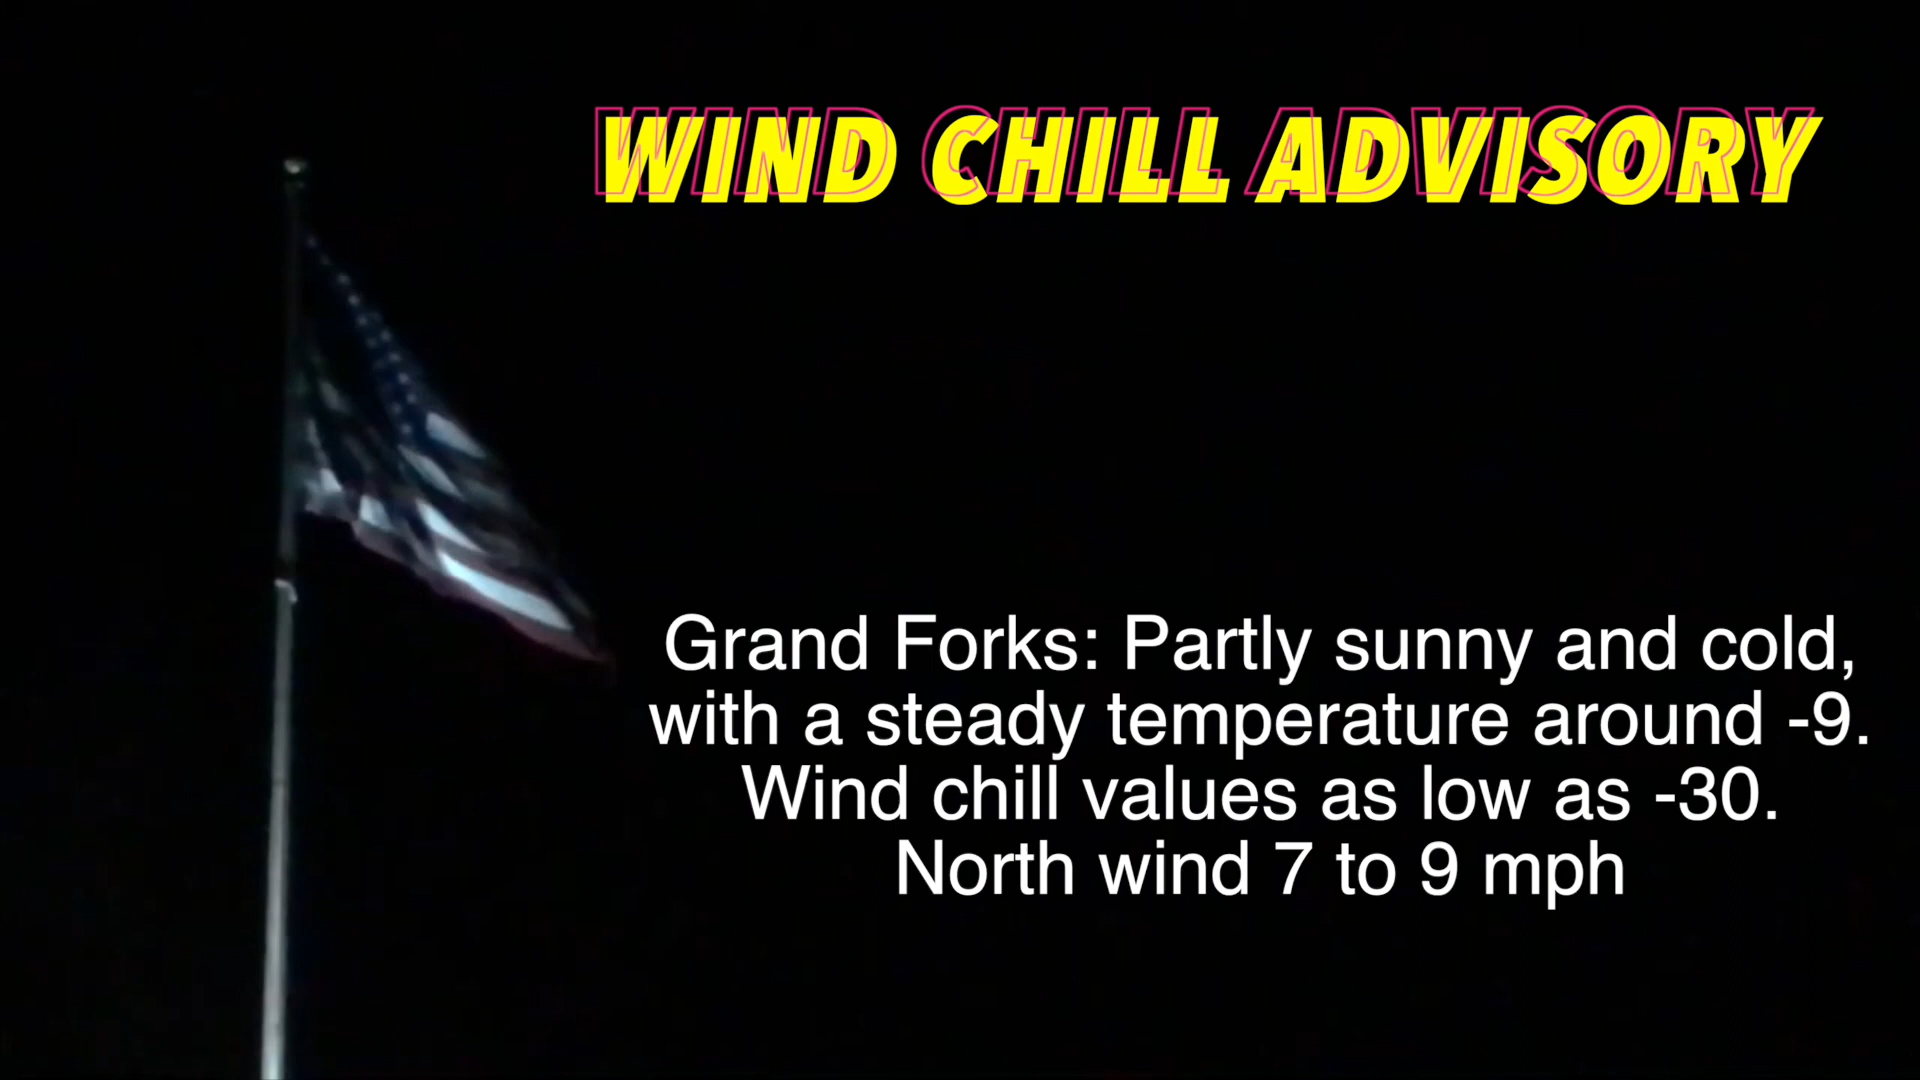 WIND CHILL ADVISORY
Grand Forks: Partly sunny and cold,
with a steady temperature around -9.
Wind chill values as low as -30.
North wind 7 to 9 mph